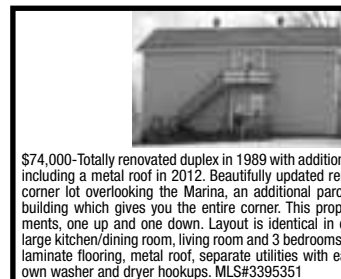 $74,000-Totally renovated duplex in 1989 with addition
including a metal roof in 2012. Beautifully updated re
corner lot overlooking the Marina, an additional parc
building which gives you the entire corner. This prop
ments, one up and one down. Layout is identical in
large kitchen/dining room, living room and 3 bedrooms
laminate flooring, metal roof, separate utilities with ea
own washer and dryer hookups. MLS#3395351